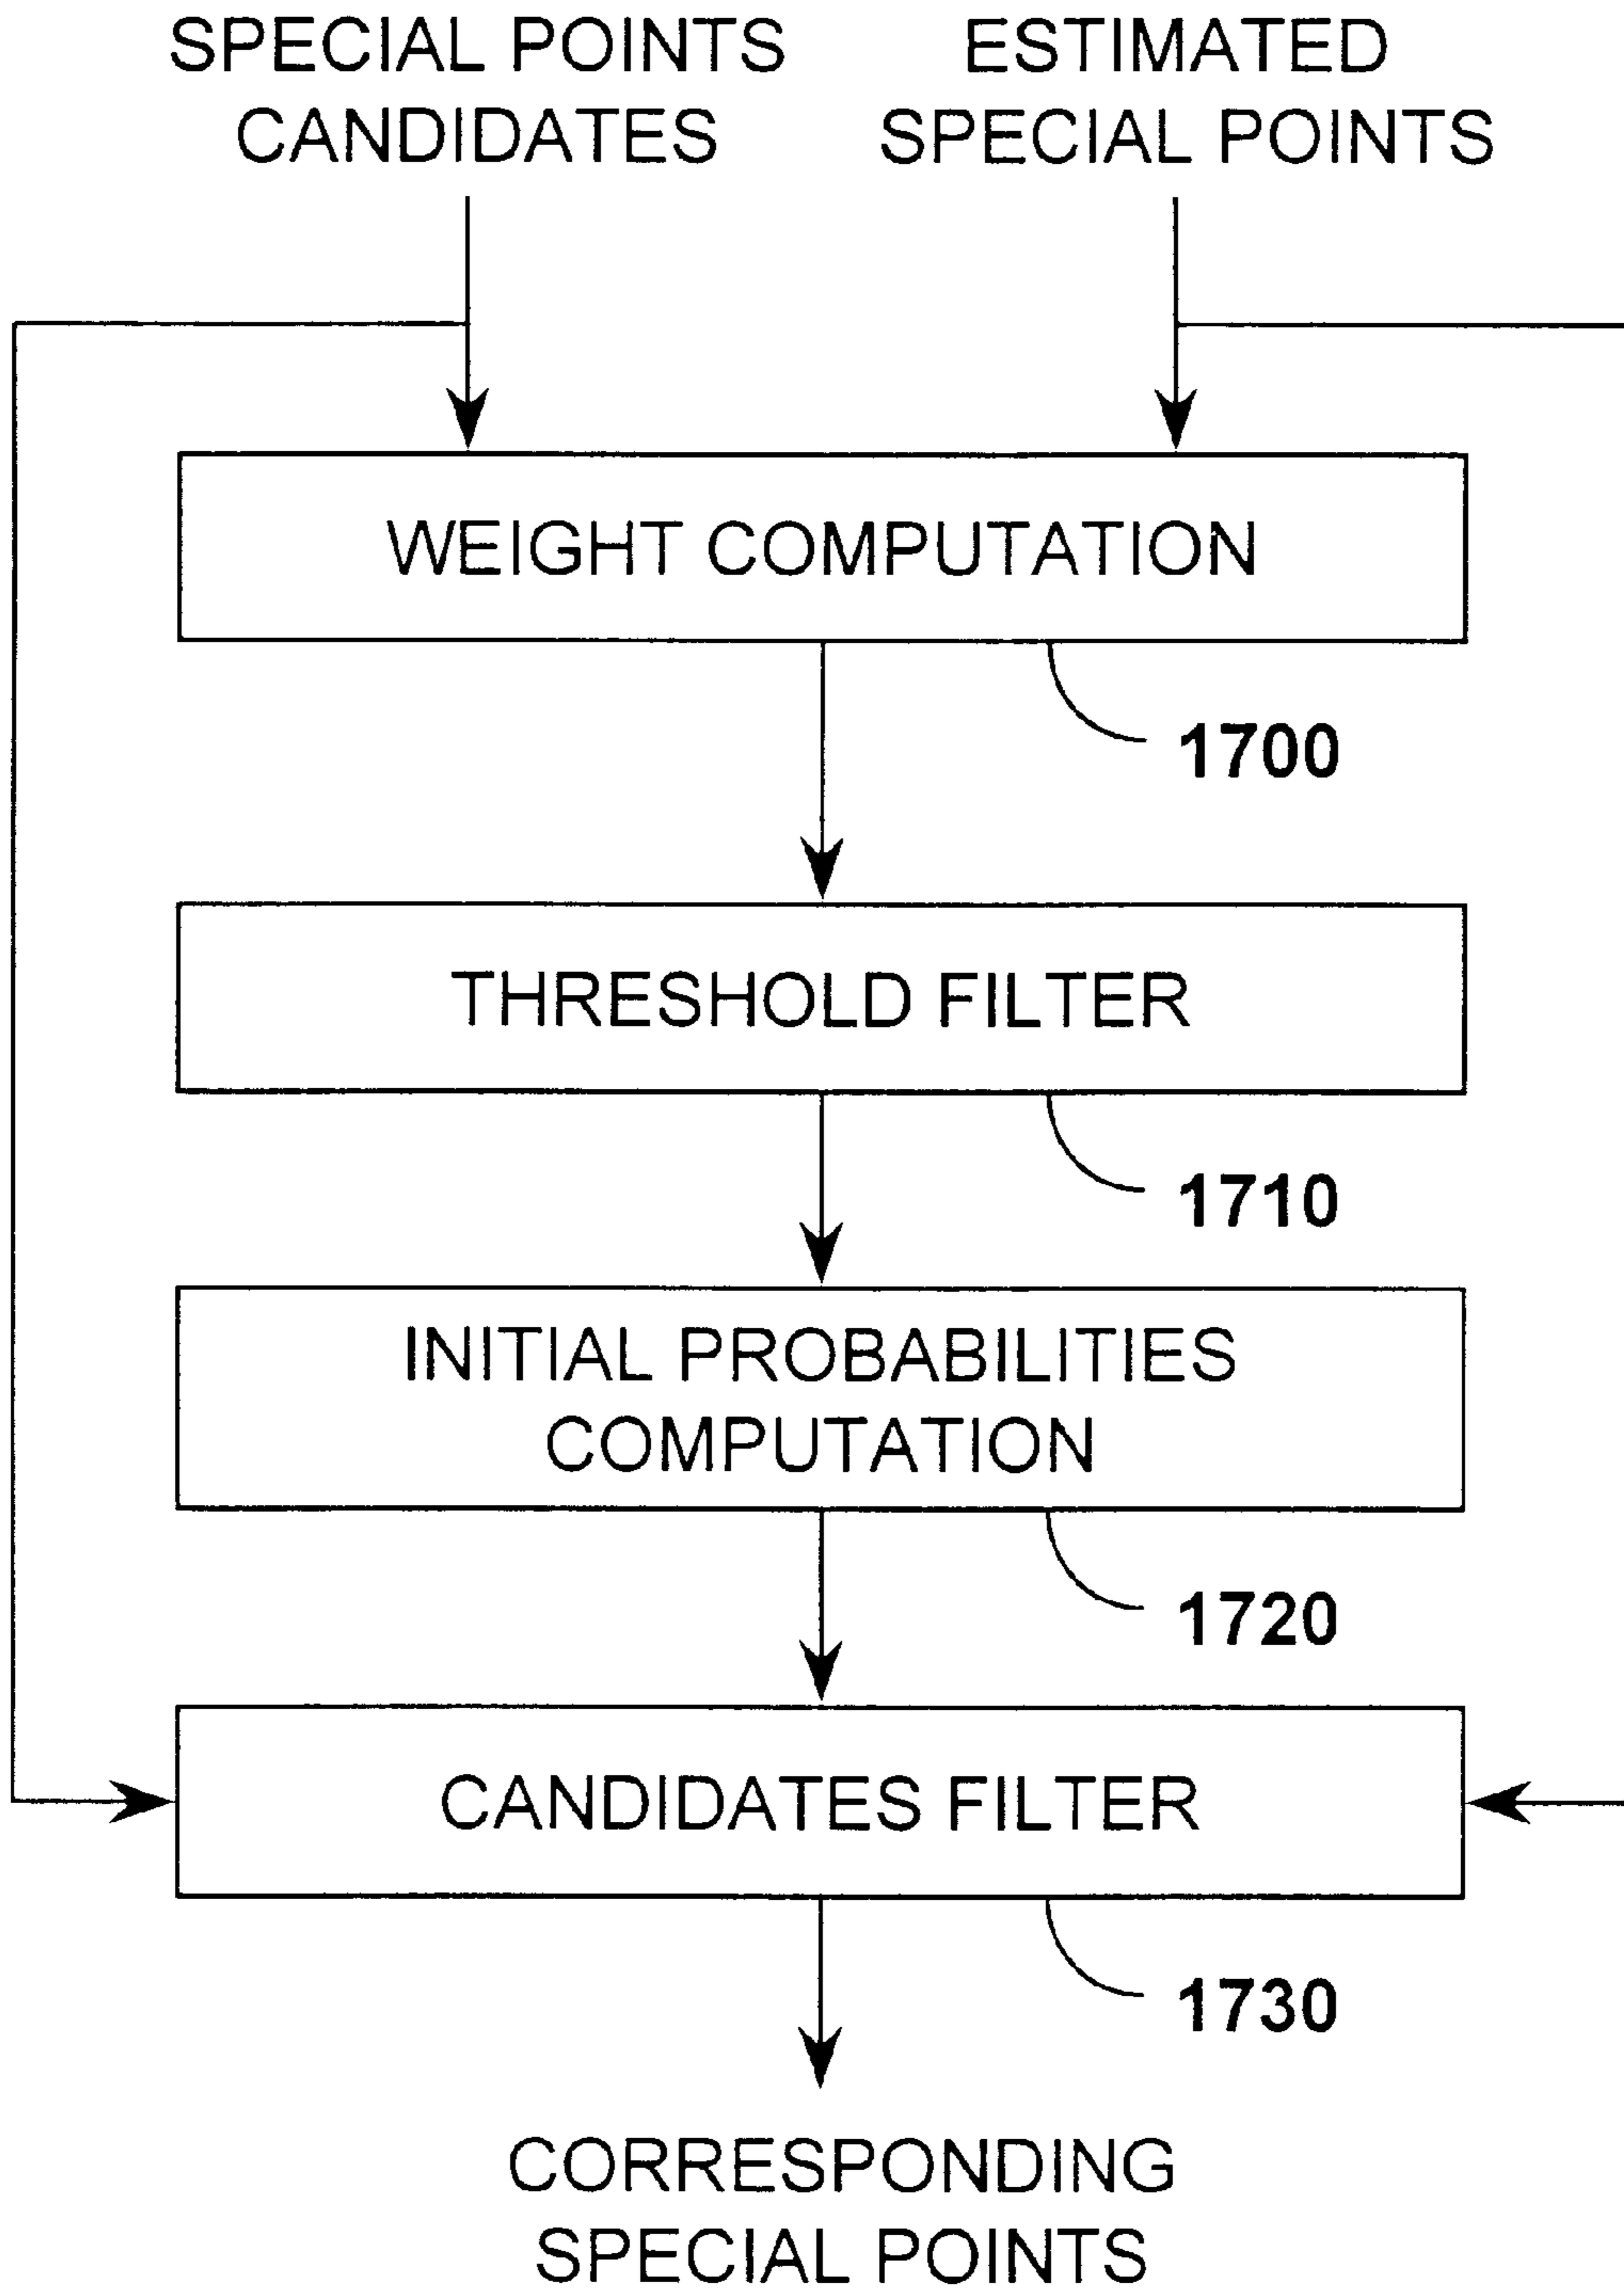 SPECIAL POINTS
CANDIDATES
ESTIMATED
SPECIAL POINTS
WEIGHT COMPUTATION
1700
THRESHOLD FILTER
1710
INITIAL PROBABILITIES
COMPUTATION
1720
CANDIDATES FILTER
1730
CORRESPONDING
SPECIAL POINTS